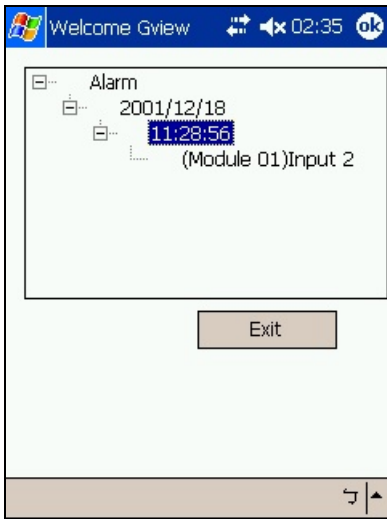 Welcome Gview 02:35 ok
Alarm
2001/12/18
11:28:56
(Module 01)Input 2
Exit